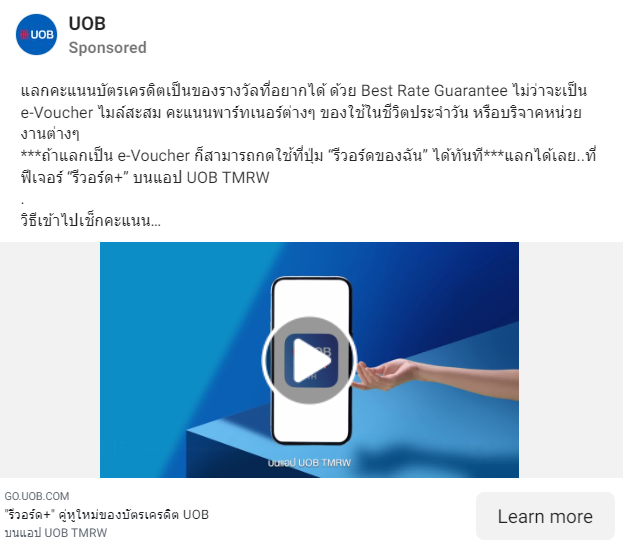 UOB
UOB
Sponsored
แลกคะแนนบัตรเครดิตเป็นของรางวัลที่อยากได้ ด้วย Best Rate Guarantee ไม่ว่าจะเป็น
e-Voucher ไมล์สะสม คะแนนพาร์ทเนอร์ต่างๆ ของใช้ในชีวิตประจำวัน หรือบริจาคหน่วย
งานต่างๆ
***ถ้าแลกเป็น e-Voucher ก็สามารถกดใช้ที่ปุ่ม “รีวอร์ดของฉัน” ได้ทันที***แลกได้เลย..ที่
ฟีเจอร์ “รีวอร์ด+” บนแอป UOB TMRW
.
วิธีเข้าไปเช็กคะแนน...
บนแอป UOB TMRW
GO.UOB.COM
"รีวอร์ด+" คู่หูใหม่ของบัตรเครดิต UOB
บนแอป UOB TMRW
Learn more